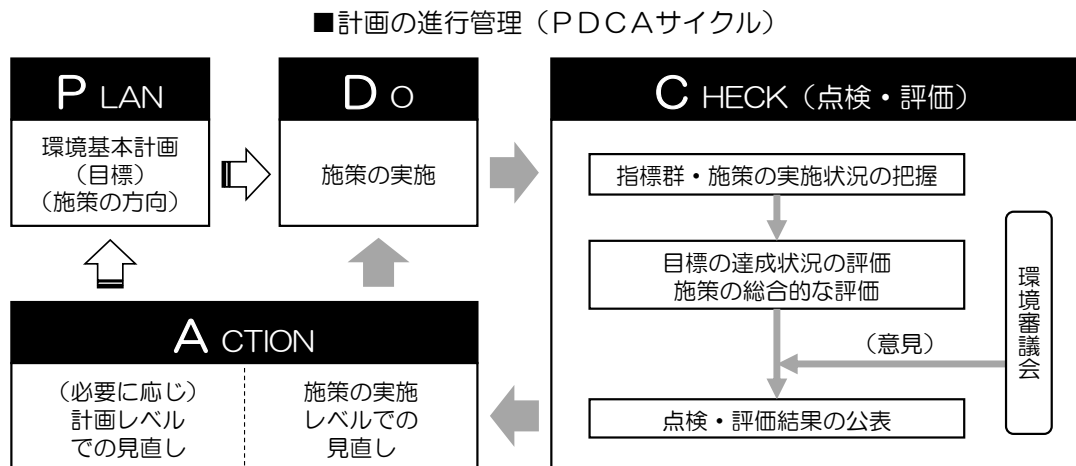 ■計画の進行管理（PDCAサイクル）
PLAN
環境基本計画
（目標）
（施策の方向）
DO
施策の実施
CHECK（点検・評価）
指標群・施策の実施状況の把握
目標の達成状況の評価
施策の総合的な評価
（意見）
環境審議会
点検・評価結果の公表
ACTION
（必要に応じ）
計画レベル
での見直し
施策の実施
レベルでの
見直し